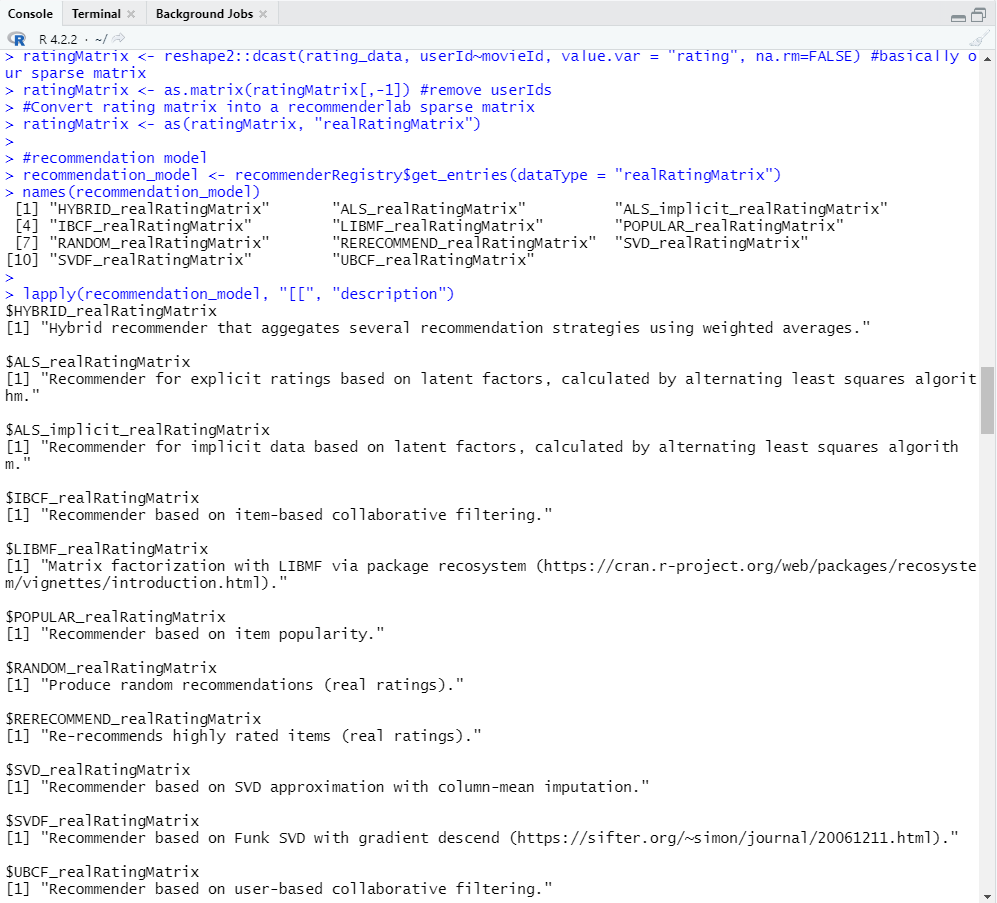 Console Terminal × Background Jobs ×
R R 4.2.2 · ~/
> ratingMatrix <- reshape2::dcast(rating_data, userId~movieId, value.var = "rating", na.rm=FALSE) #basically o
ur sparse matrix
> ratingMatrix <- as.matrix(ratingMatrix[,-1]) #remove userIds
> #Convert rating matrix into a recommenderlab sparse matrix
> ratingMatrix <- as(ratingMatrix, "realRatingMatrix")
>
> #recommendation model
> recommendation_model <- recommenderRegistry$get_entries(dataType = "realRatingMatrix")
> names(recommendation_model)
[1] "HYBRID_realRatingMatrix" "ALS_realRatingMatrix" "ALS_implicit_realRatingMatrix"
[4] "IBCF_realRatingMatrix" "LIBMF_realRatingMatrix" "POPULAR_realRatingMatrix"
[7] "RANDOM_realRatingMatrix" "RERECOMMEND_realRatingMatrix" "SVD_realRatingMatrix"
[10] "SVDF_realRatingMatrix" "UBCF_realRatingMatrix"
>
> lapply(recommendation_model, "[[", "description")
$HYBRID_realRatingMatrix
[1] "Hybrid recommender that aggegates several recommendation strategies using weighted averages."
$ALS_realRatingMatrix
[1] "Recommender for explicit ratings based on latent factors, calculated by alternating least squares algorit
hm."
$ALS_implicit_realRatingMatrix
[1] "Recommender for implicit data based on latent factors, calculated by alternating least squares algorith
m."
$IBCF_realRatingMatrix
[1] "Recommender based on item-based collaborative filtering."
$LIBMF_realRatingMatrix
[1] "Matrix factorization with LIBMF via package recosystem (https://cran.r-project.org/web/packages/recosyste
m/vignettes/introduction.html)."
$POPULAR_realRatingMatrix
[1] "Recommender based on item popularity."
$RANDOM_realRatingMatrix
[1] "Produce random recommendations (real ratings)."
$RERECOMMEND_realRatingMatrix
[1] "Re-recommends highly rated items (real ratings)."
$SVD_realRatingMatrix
[1] "Recommender based on SVD approximation with column-mean imputation."
$SVDF_realRatingMatrix
[1] "Recommender based on Funk SVD with gradient descend (https://sifter.org/~simon/journal/20061211.html)."
$UBCF_realRatingMatrix
[1] "Recommender based on user-based collaborative filtering."